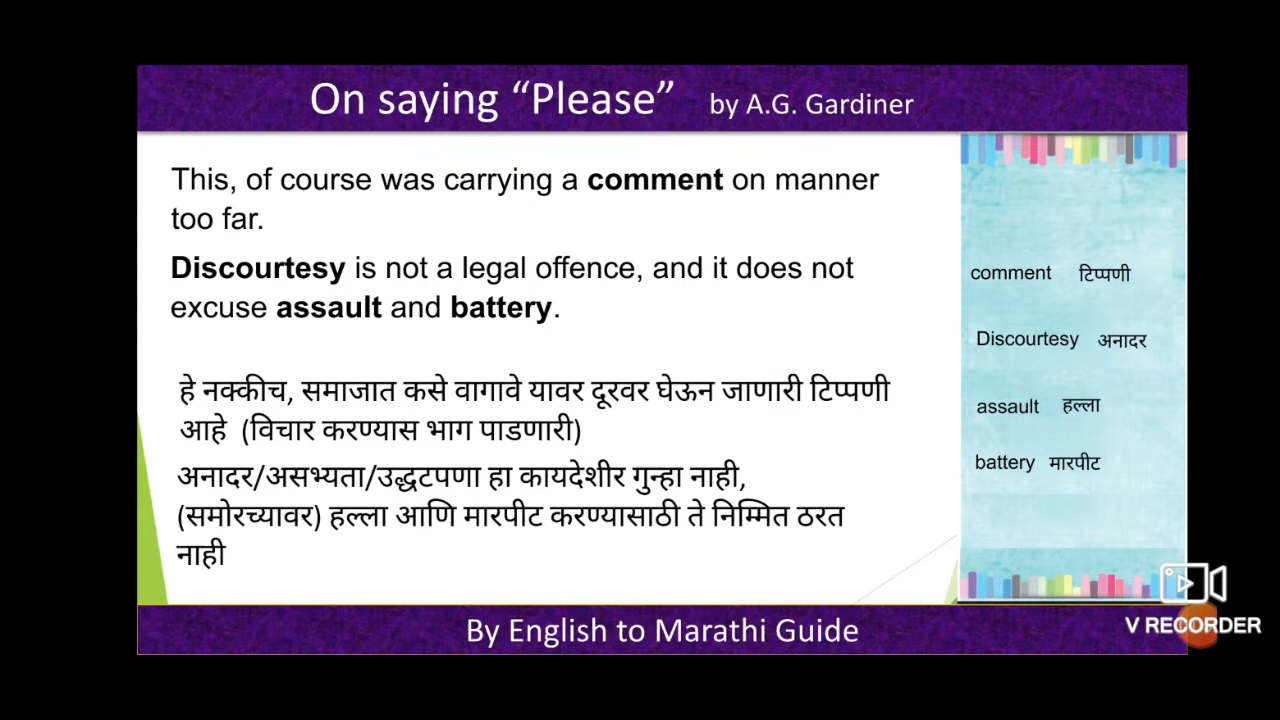 On saying “Please” by A.G. Gardiner
This, of course was carrying a comment on manner
too far.
Discourtesy is not a legal offence, and it does not
excuse assault and battery.
हे नक्कीच, समाजात कसे वागावे यावर दूरवर घेऊन जाणारी टिप्पणी
आहे (विचार करण्यास भाग पाडणारी)
अनादर/असभ्यता/उद्धटपणा हा कायदेशीर गुन्हा नाही,
(समोरच्यावर) हल्ला आणि मारपीट करण्यासाठी ते निम्मित ठरत
नाही
comment टिप्पणी
Discourtesy अनादर
assault हल्ला
battery मारपीट
V RECORDER
By English to Marathi Guide